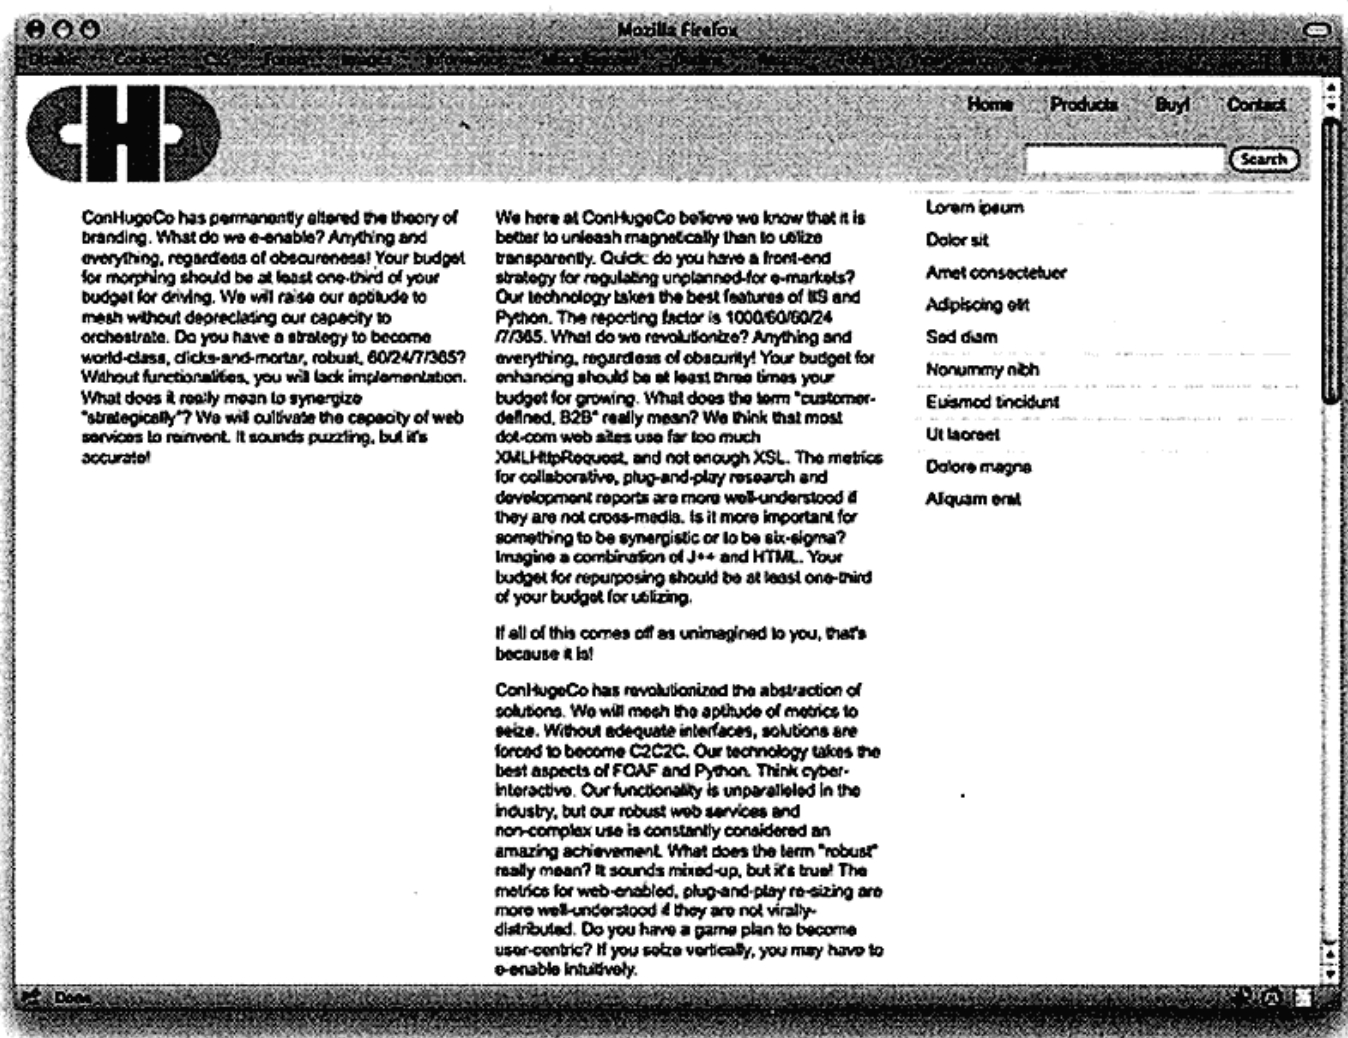 Mozilla Firefox
Disable Cookies CSS Forms Images Information Miscellaneous Outline Resize Tools
CHC
Home Products Buy! Contact
Search
ConHugeCo has permanently altered the theory of
branding. What do we e-enable? Anything and
everything, regardless of obscureness! Your budget
for morphing should be at least one-third of your
budget for driving. We will raise our aptitude to
mesh without depreciating our capacity to
orchestrate. Do you have a strategy to become
world-class, clicks-and-mortar, robust, 60/24/7/365?
Without functionalities, you will lack implementation.
What does it really mean to synergize
"strategically"? We will cultivate the capacity of web
services to reinvent. It sounds puzzling, but it's
accurate!
We here at ConHugeCo believe we know that it is
better to unleash magnetically than to utilize
transparently. Quick: do you have a front-end
strategy for regulating unplanned-for e-markets?
Our technology takes the best features of IIS and
Python. The reporting factor is 1000/60/60/24
/7/365. What do we revolutionize? Anything and
everything, regardless of obscurity! Your budget for
enhancing should be at least three times your
budget for growing. What does the term "customer-
defined, B2B" really mean? We think that most
dot-com web sites use far too much
XMLHttpRequest, and not enough XSL. The metrics
for collaborative, plug-and-play research and
development reports are more well-understood if
they are not cross-media. Is it more important for
something to be synergistic or to be six-sigma?
Imagine a combination of J++ and HTML. Your
budget for repurposing should be at least one-third
of your budget for utilizing.
If all of this comes off as unimagined to you, that's
because it is!
ConHugeCo has revolutionized the abstraction of
solutions. We will mesh the aptitude of metrics to
seize. Without adequate interfaces, solutions are
forced to become C2C2C. Our technology takes the
best aspects of FOAF and Python. Think cyber-
interactive. Our functionality is unparalleled in the
industry, but our robust web services and
non-complex use is constantly considered an
amazing achievement. What does the term "robust"
really mean? It sounds mixed-up, but it's true! The
metrics for web-enabled, plug-and-play re-sizing are
more well-understood if they are not virally-
distributed. Do you have a game plan to become
user-centric? If you seize vertically, you may have to
e-enable intuitively.
Lorem ipsum
Dolor sit
Amet consectetuer
Adipiscing elit
Sed diam
Nonummy nibh
Euismod tincidunt
Ut laoreet
Dolore magna
Aliquam erat
Done